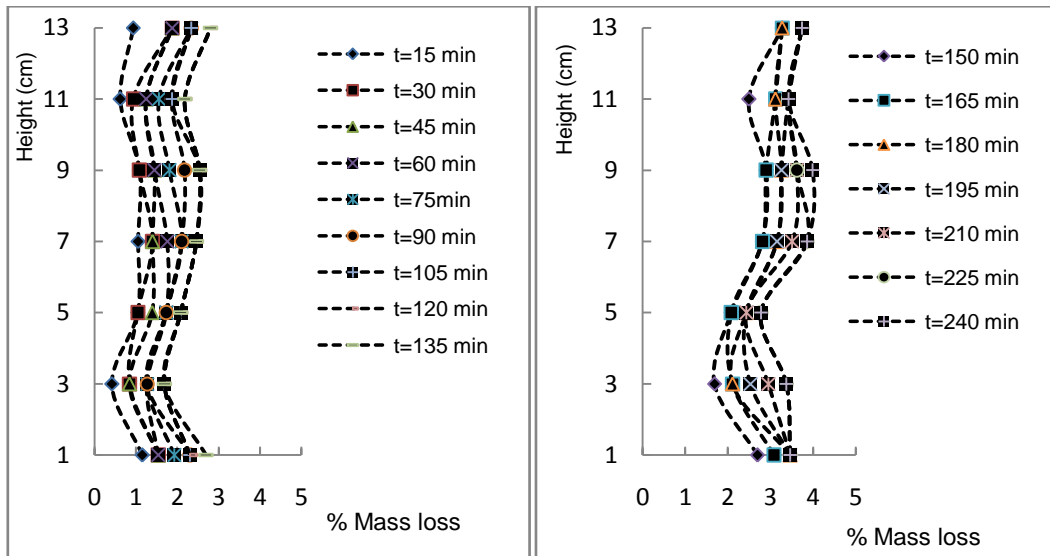 Height (cm)
13
11
9
7
5
3
1
0 1 2 3 4 5
% Mass loss
t=15 min
t=30 min
t=45 min
t=60 min
t=75min
t=90 min
t=105 min
t=120 min
t=135 min
Height (cm)
13
11
9
7
5
3
1
0 1 2 3 4 5
% Mass loss
t=150 min
t=165 min
t=180 min
t=195 min
t=210 min
t=225 min
t=240 min